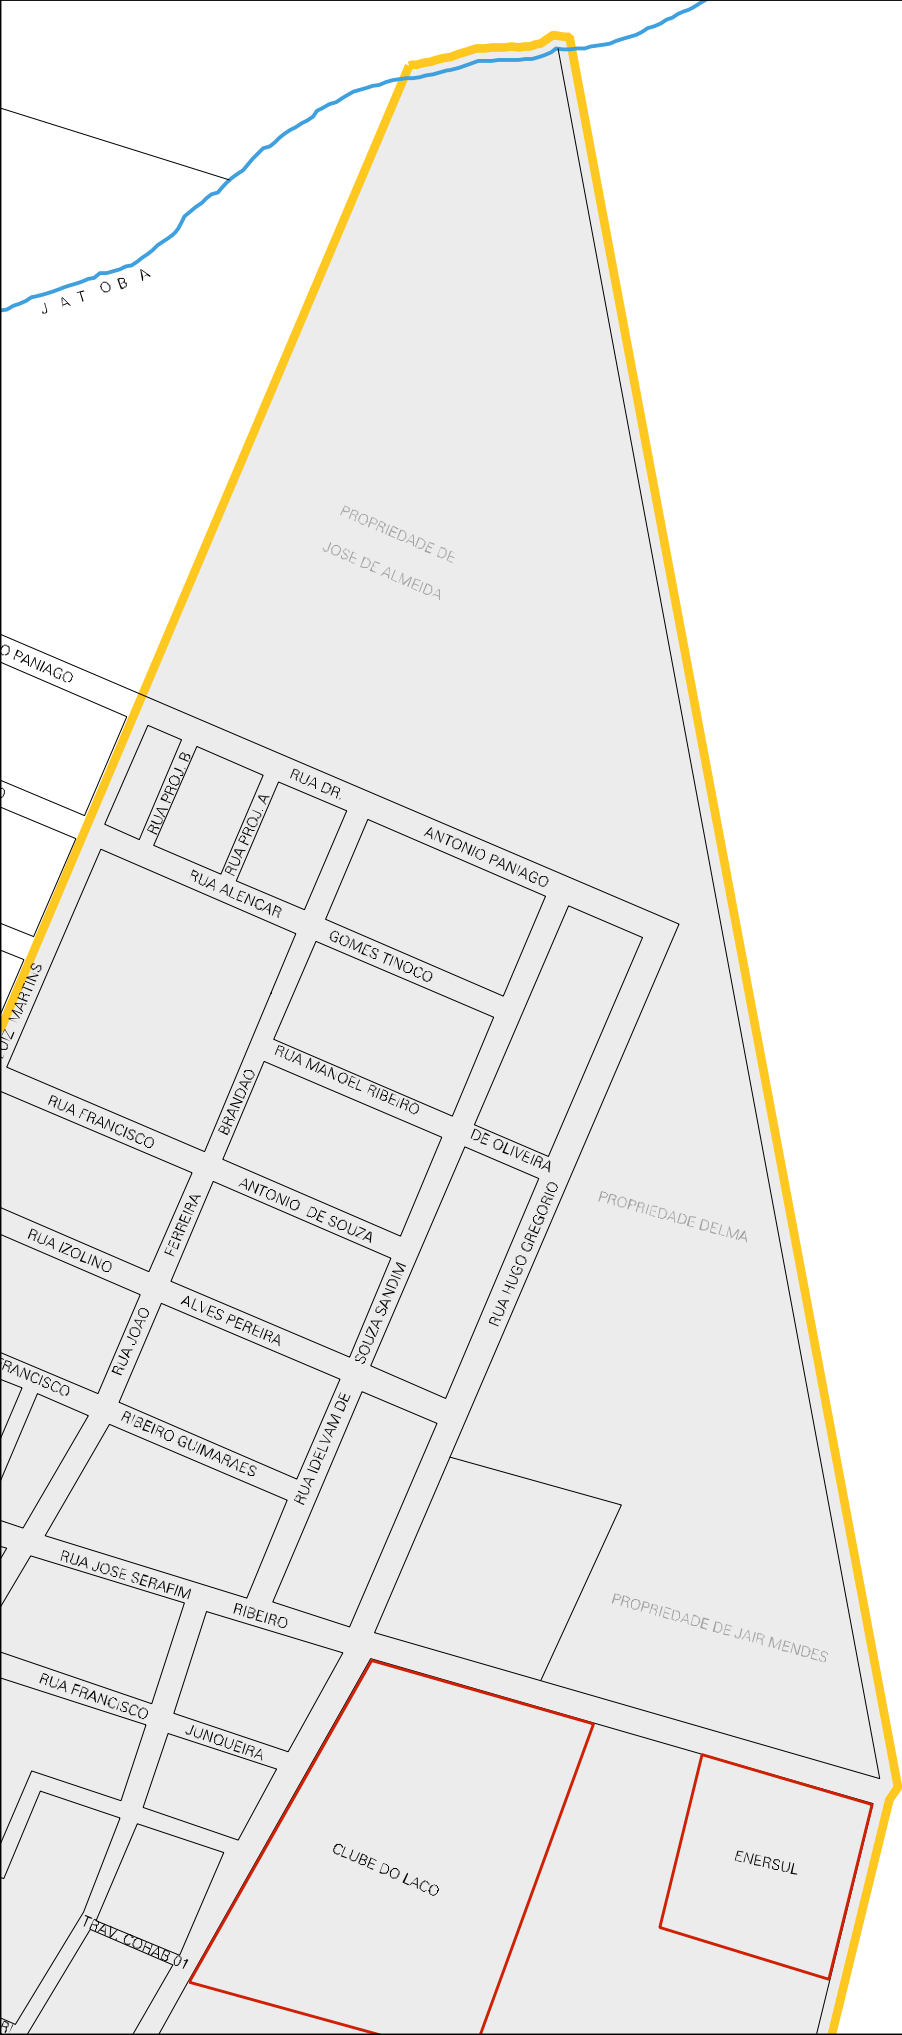 JATOBA
PROPRIEDADE DE
JOSE DE ALMEIDA
O PANIAGO
RUA PROJ. B
RUA PROJ. A
RUA DR.
ANTONIO PANIAGO
RUA ALENCAR
GOMES TINOCO
MARTINS
RUA MANOEL RIBEIRO
DE OLIVEIRA
BRANDAO
RUA FRANCISCO
ANTONIO DE SOUZA
FERREIRA
RUA HUGO GREGORIO
PROPRIEDADE DELMA
RUA IZOLINO
ALVES PEREIRA
SOUZA SANDIM
RUA JOAO
FRANCISCO
RIBEIRO GUIMARAES
RUA IDELVAM DE
RUA JOSE SERAFIM
RIBEIRO
PROPRIEDADE DE JAIR MENDES
RUA FRANCISCO
JUNQUEIRA
CLUBE DO LACO
ENERSUL
TRAV. COHAB 01